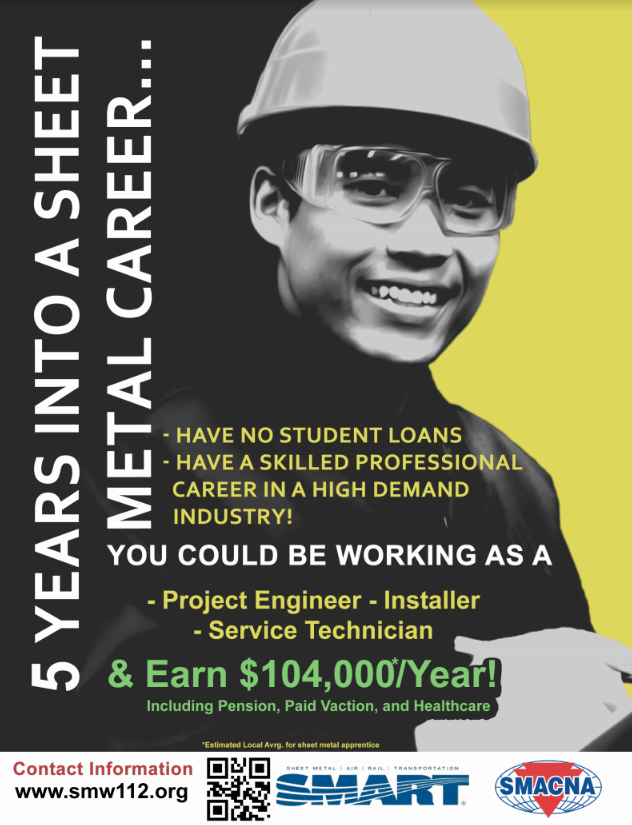 5 YEARS INTO A SHEET
METAL CAREER...
- HAVE NO STUDENT LOANS
- HAVE A SKILLED PROFESSIONAL
CAREER IN A HIGH DEMAND
INDUSTRY!
YOU COULD BE WORKING AS A
- Project Engineer - Installer
- Service Technician
& Earn $104,000*/Year!
Including Pension, Paid Vaction, and Healthcare
*Estimated Local Avrg. for sheet metal apprentice
Contact Information
www.smw112.org
SHEET METAL | AIR | RAIL | TRANSPORTATION
SMART
SMACNA